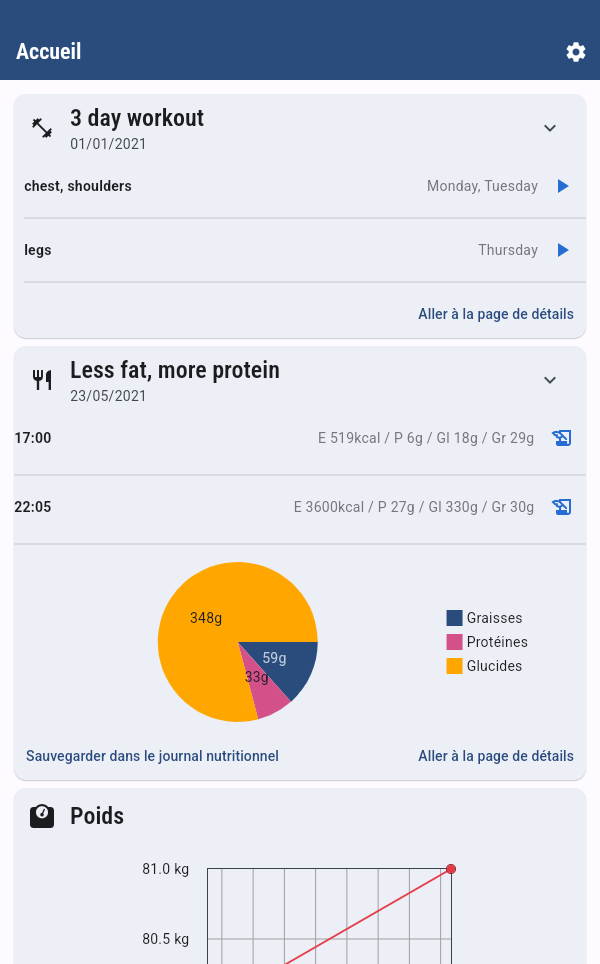 Accueil
3 day workout
01/01/2021
chest, shoulders Monday, Tuesday
legs Thursday
Aller à la page de détails
Less fat, more protein
23/05/2021
17:00 E 519kcal / P 6g / Gl 18g / Gr 29g
22:05 E 3600kcal / P 27g / Gl 330g / Gr 30g
348g
59g
33g
Graisses
Protéines
Glucides
Sauvegarder dans le journal nutritionnel Aller à la page de détails
Poids
81.0 kg
80.5 kg